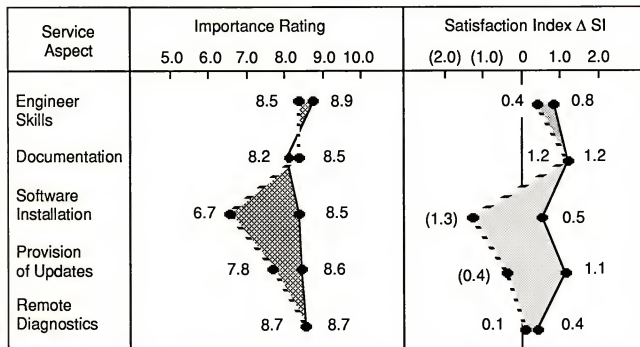 Service Aspect
Importance Rating
5.0 6.0 7.0 8.0 9.0 10.0
Satisfaction Index Δ SI
(2.0) (1.0) 0 1.0 2.0
Engineer Skills
8.5 8.9
0.4 0.8
Documentation
8.2 8.5
1.2 1.2
Software Installation
6.7 8.5
(1.3) 0.5
Provision of Updates
7.8 8.6
(0.4) 1.1
Remote Diagnostics
8.7 8.7
0.1 0.4